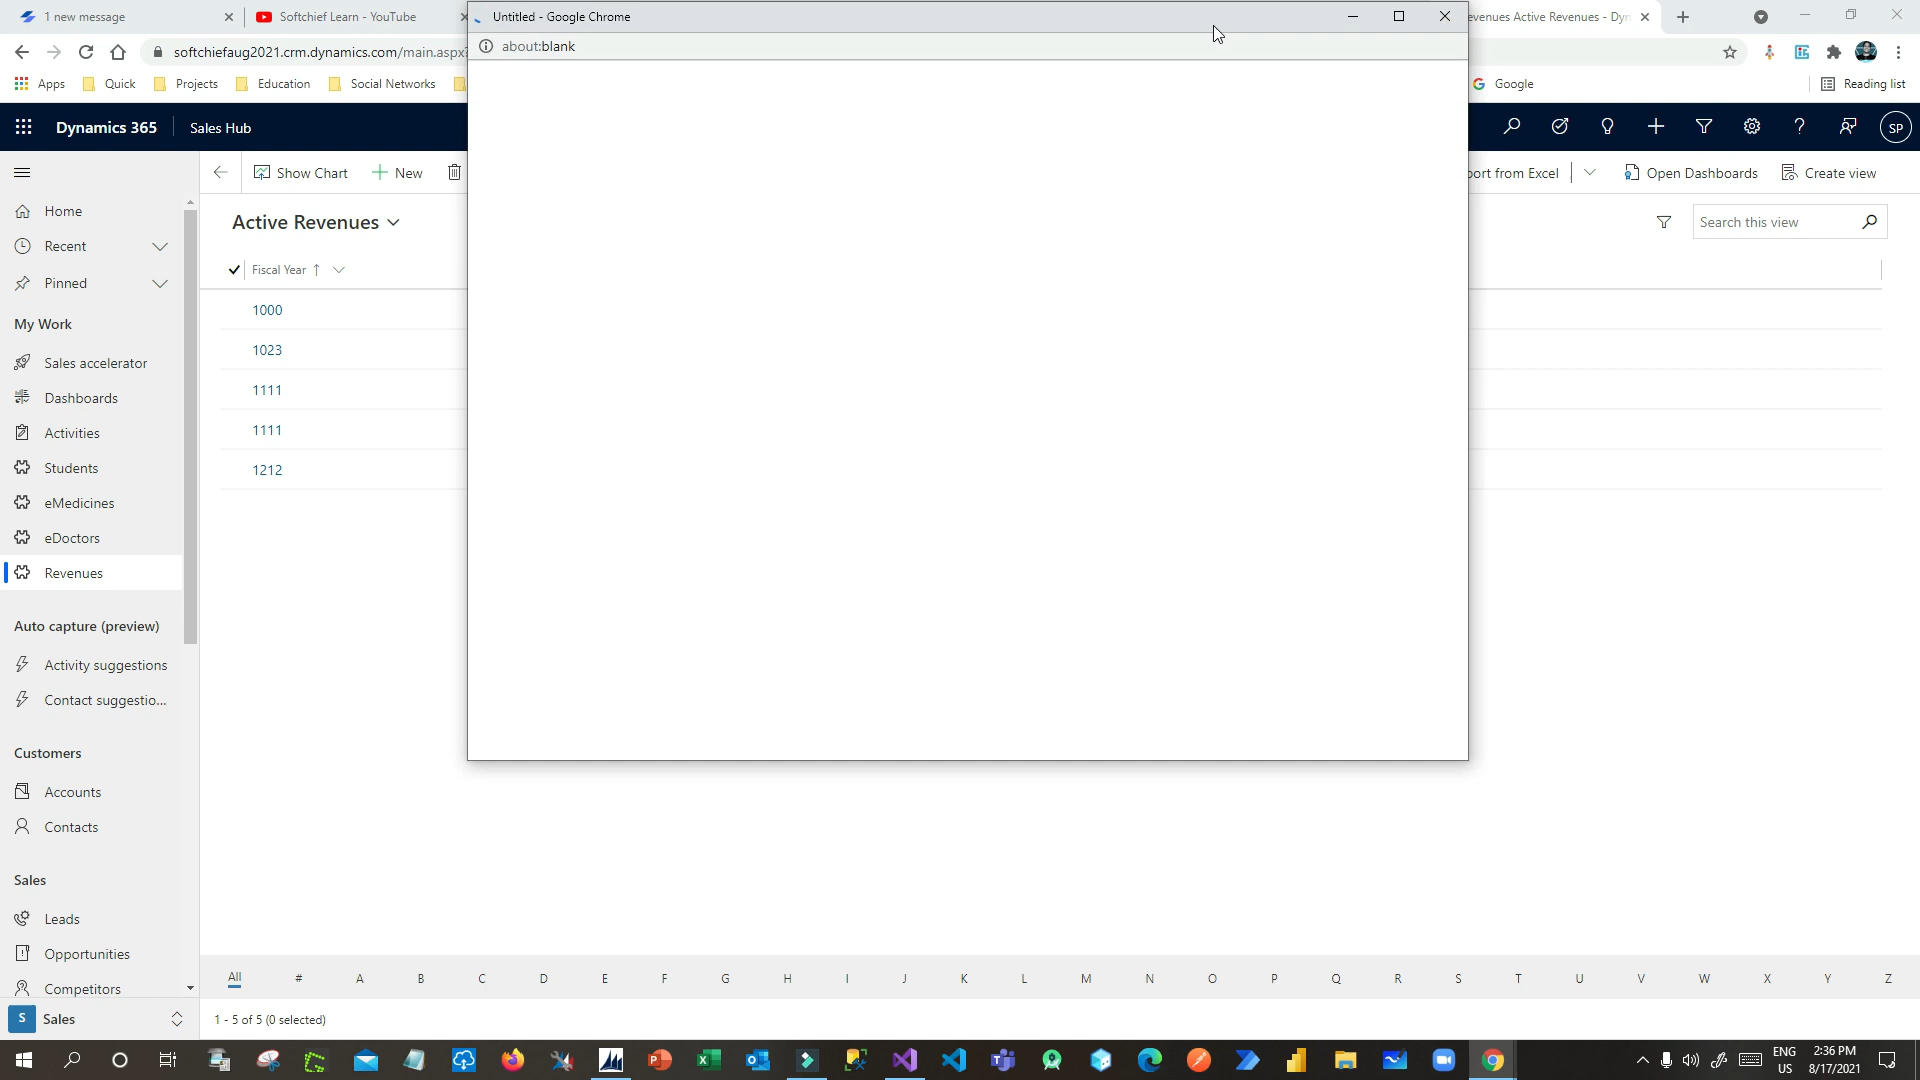 1 new message
Softchief Learn - YouTube
Untitled - Google Chrome
evenues Active Revenues - Dyn
about:blank
softchiefaug2021.crm.dynamics.com/main.aspx?
Apps
Quick
Projects
Education
Social Networks
Google
Reading list
Dynamics 365
Sales Hub
SP
Show Chart
New
port from Excel
Open Dashboards
Create view
Active Revenues
Search this view
Fiscal Year
1000
1023
1111
1111
1212
Home
Recent
Pinned
My Work
Sales accelerator
Dashboards
Activities
Students
eMedicines
eDoctors
Revenues
Auto capture (preview)
Activity suggestions
Contact suggestio...
Customers
Accounts
Contacts
Sales
Leads
Opportunities
Competitors
S Sales
All # A B C D E F G H I J K L M N O P Q R S T U V W X Y Z
1 - 5 of 5 (0 selected)
ENG
US
2:36 PM
8/17/2021